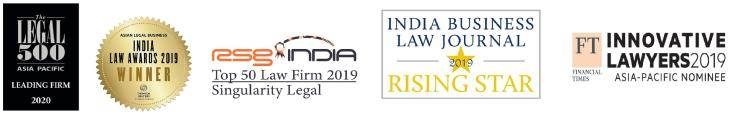 The
LEGAL
500
ASIA PACIFIC
LEADING FIRM
2020
ASIAN LEGAL BUSINESS
INDIA
LAW AWARDS 2019
WINNER
THOMSON
REUTERS
RSG INDIA
Top 50 Law Firm 2019
Singularity Legal
INDIA BUSINESS
LAW JOURNAL
2019
RISING STAR
FT
FINANCIAL
TIMES
INNOVATIVE
LAWYERS2019
ASIA-PACIFIC NOMINEE